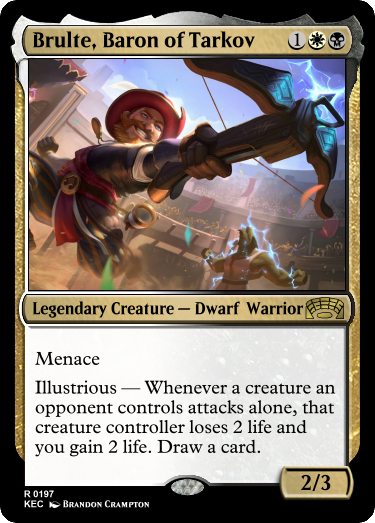 Brulte, Baron of Tarkov 1
Legendary Creature — Dwarf Warrior
Menace
Illustrious — Whenever a creature an
opponent controls attacks alone, that
creature controller loses 2 life and
you gain 2 life. Draw a card.
R 0197
KEC BRANDON CRAMPTON
2/3